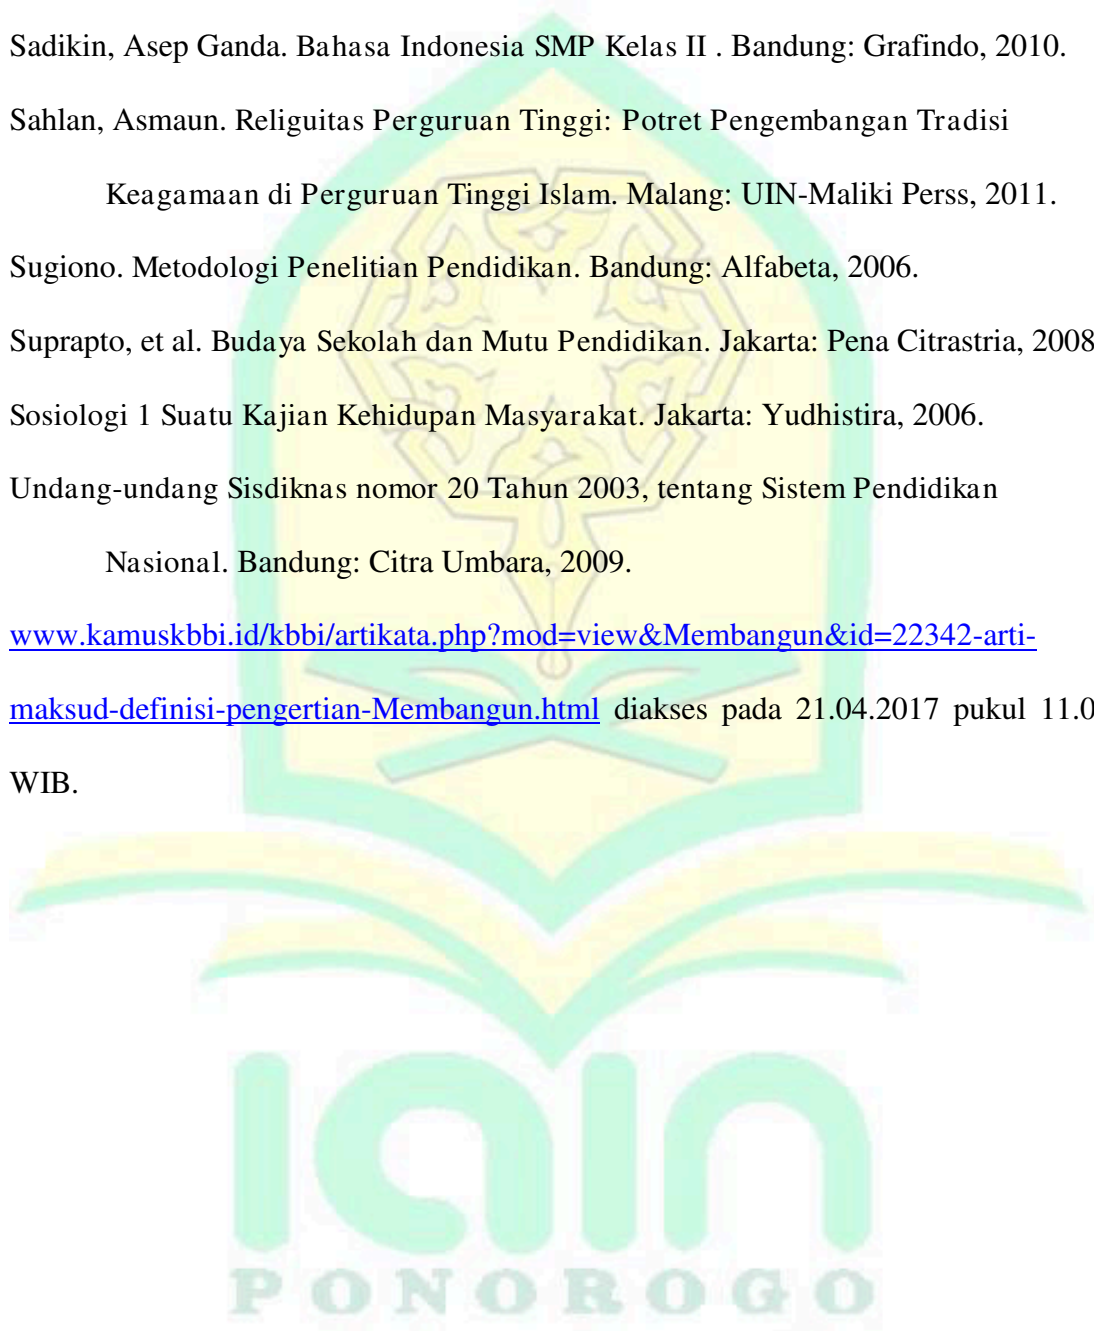 Sadikin, Asep Ganda. Bahasa Indonesia SMP Kelas II . Bandung: Grafindo, 2010.
Sahlan, Asmaun. Religuitas Perguruan Tinggi: Potret Pengembangan Tradisi
Keagamaan di Perguruan Tinggi Islam. Malang: UIN-Maliki Perss, 2011.
Sugiono. Metodologi Penelitian Pendidikan. Bandung: Alfabeta, 2006.
Suprapto, et al. Budaya Sekolah dan Mutu Pendidikan. Jakarta: Pena Citrastria, 2008
Sosiologi 1 Suatu Kajian Kehidupan Masyarakat. Jakarta: Yudhistira, 2006.
Undang-undang Sisdiknas nomor 20 Tahun 2003, tentang Sistem Pendidikan
Nasional. Bandung: Citra Umbara, 2009.
www.kamuskbbi.id/kbbi/artikata.php?mod=view&Membangun&id=22342-arti-
maksud-definisi-pengertian-Membangun.html diakses pada 21.04.2017 pukul 11.0
WIB.
iain
PONOROGO